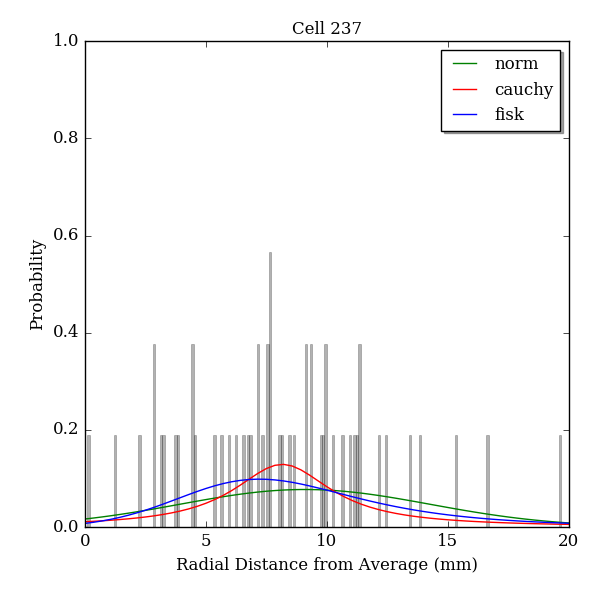 Cell 237
1.0
0.8
0.6
0.4
0.2
0.0
Probability
norm
cauchy
fisk
0 5 10 15 20
Radial Distance from Average (mm)